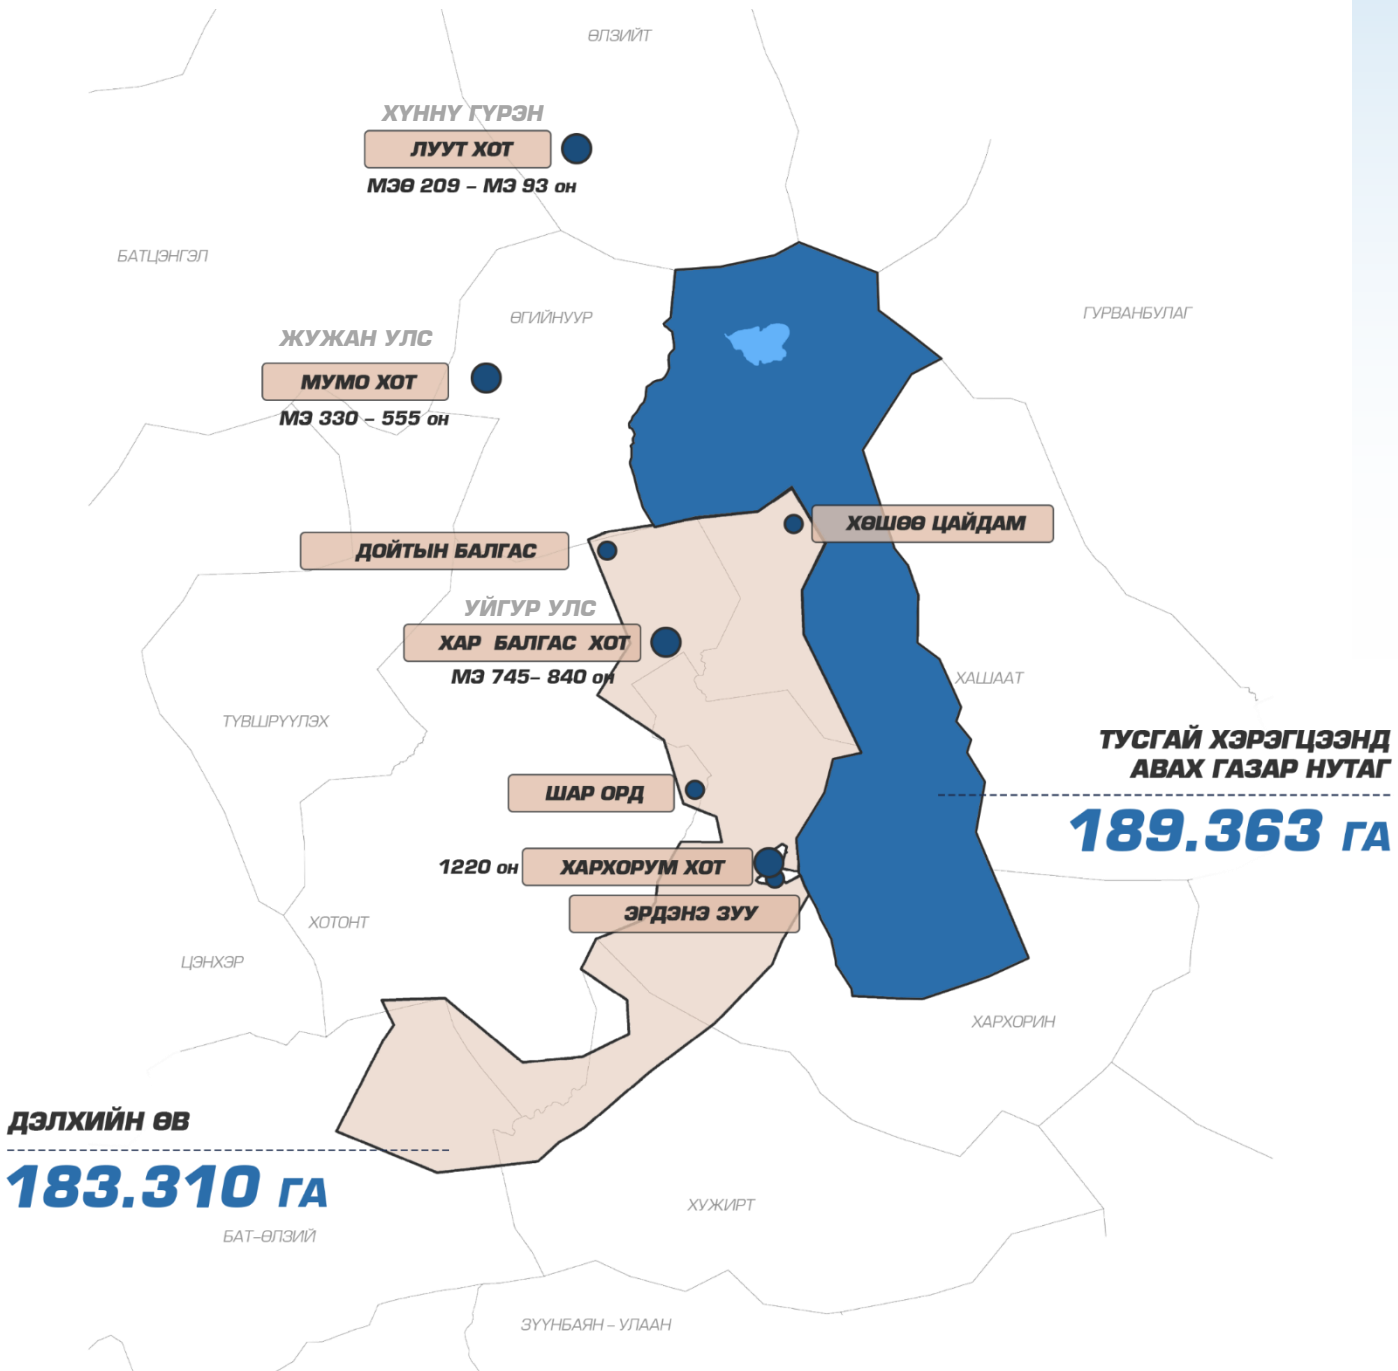 ӨЛЗИЙТ
ХҮННҮ ГҮРЭН
ЛУУТ ХОТ
МЭӨ 209 – МЭ 93 он
БАТЦЭНГЭЛ
ӨГИЙНУУР
ГУРВАНБУЛАГ
ЖУЖАН УЛС
МУМО ХОТ
МЭ 330 – 555 он
ХӨШӨӨ ЦАЙДАМ
ДОЙТЫН БАЛГАС
УЙГУР УЛС
ХАР БАЛГАС ХОТ
МЭ 745– 840 он
ХАШААТ
ТҮВШРҮҮЛЭХ
ТУСГАЙ ХЭРЭГЦЭЭНД
АВАХ ГАЗАР НУТАГ
189.363 ГА
ШАР ОРД
1220 он
ХАРХОРУМ ХОТ
ЭРДЭНЭ ЗУУ
ХОТОНТ
ЦЭНХЭР
ХАРХОРИН
ДЭЛХИЙН ӨВ
183.310 ГА
ХУЖИРТ
БАТ-ӨЛЗИЙ
ЗҮҮНБАЯН – УЛААН